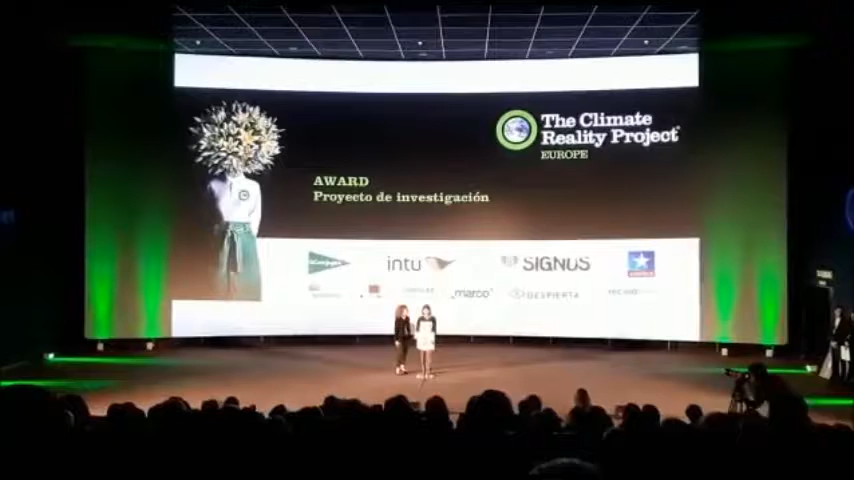 The Climate
Reality Project
EUROPE
AWARD
Proyecto de investigación
intu
SIGNUS
marco
DESPIERTA